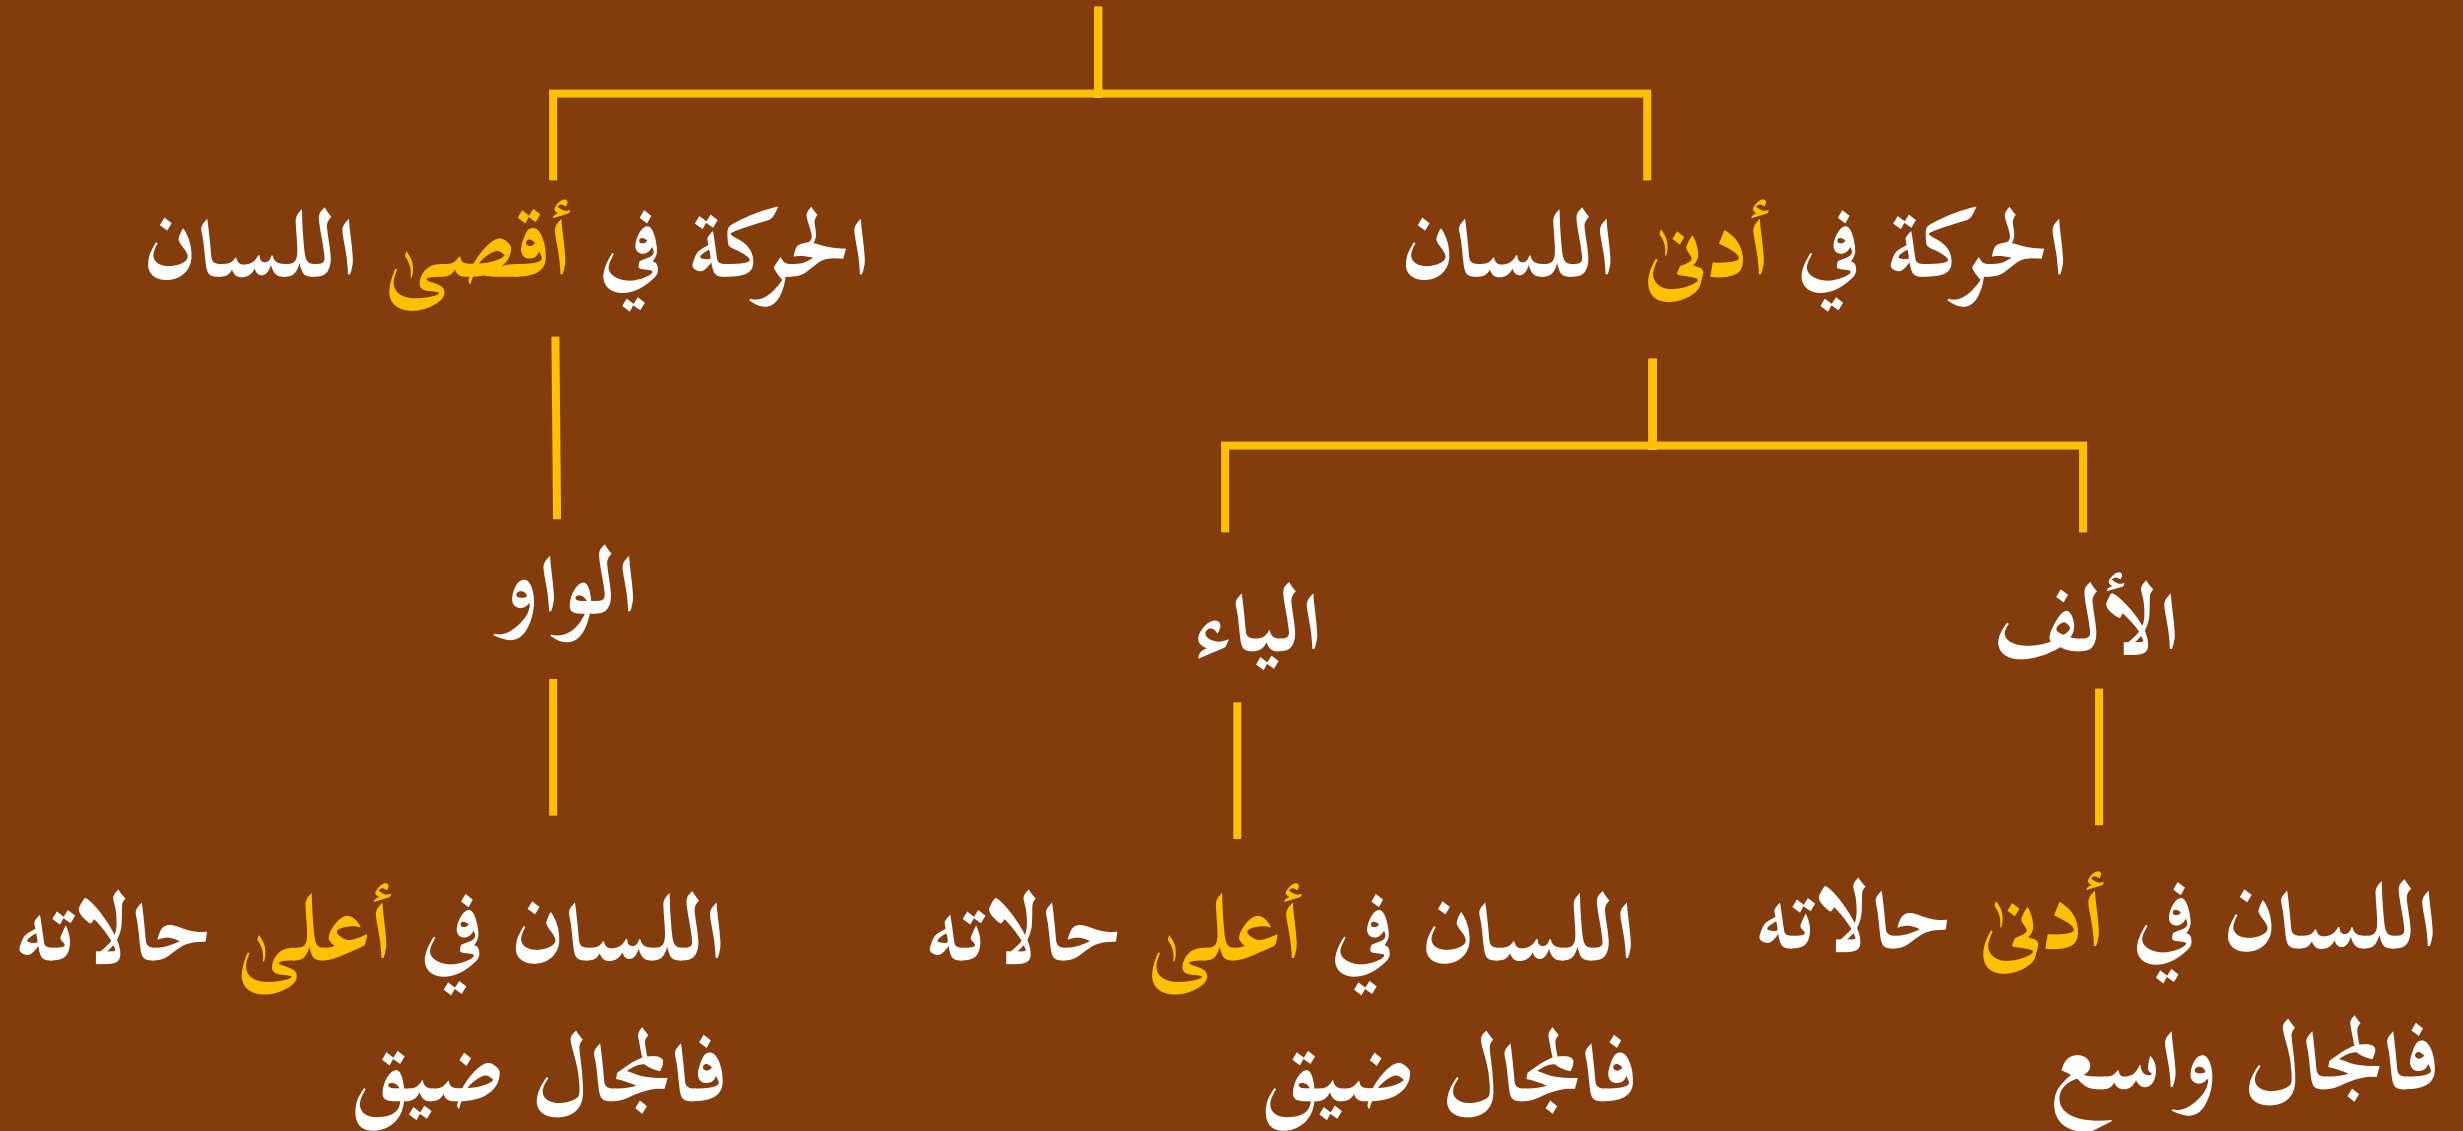 الحركة في أدنى اللسان
الحركة في أقصى اللسان
الألف
الياء
الواو
اللسان في أدنى حالاته
فالمجال واسع
اللسان في أعلى حالاته
فالمجال ضيق
اللسان في أعلى حالاته
فالمجال ضيق